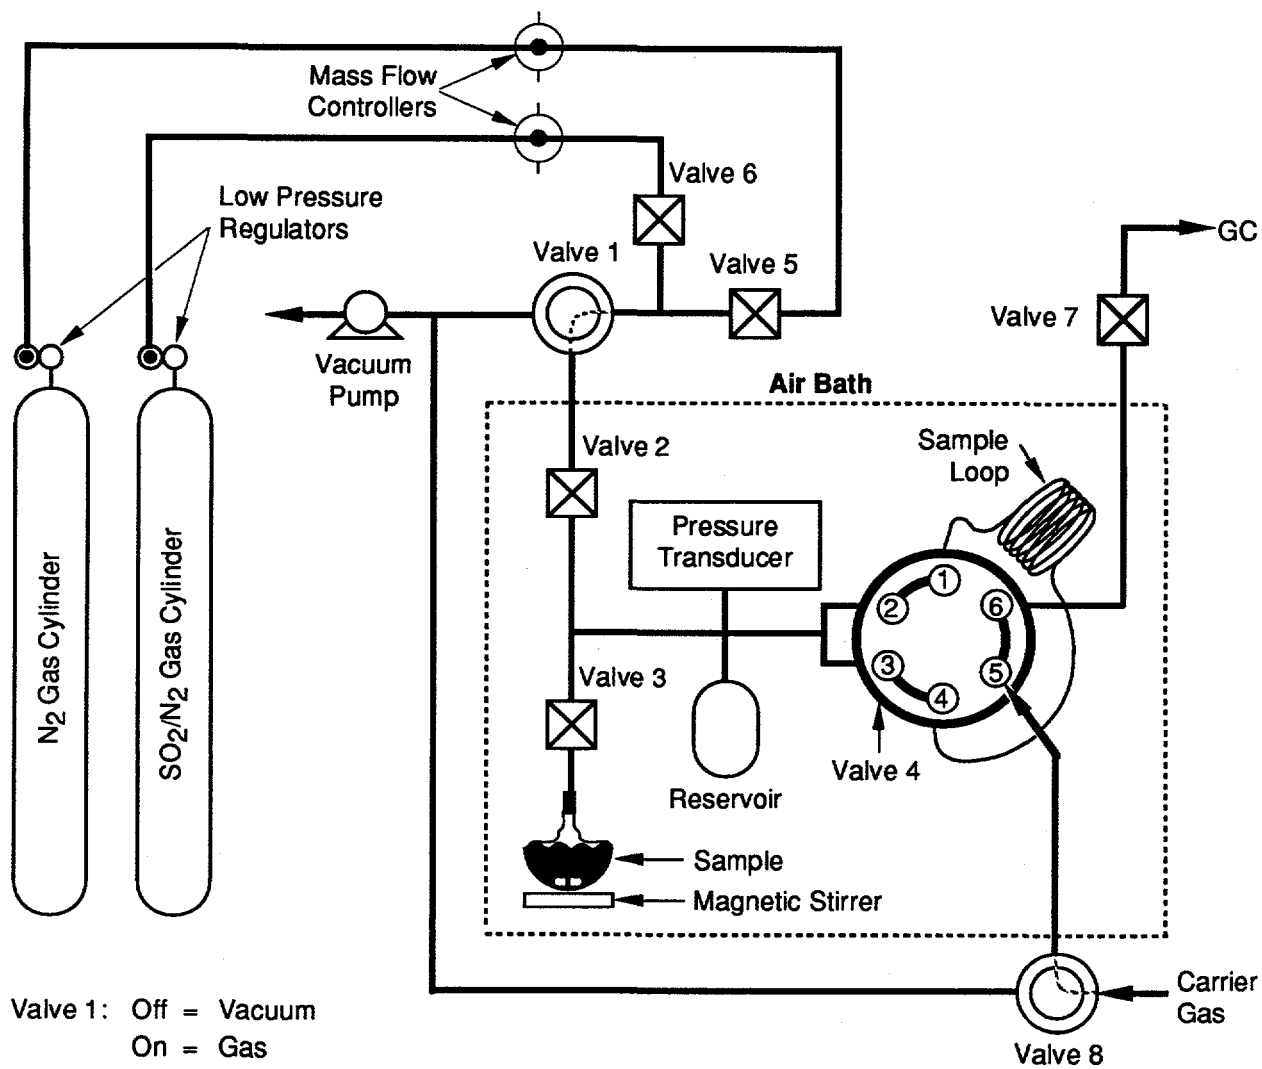 Mass Flow
Controllers
Valve 6
Low Pressure
Regulators
GC
Valve 1
Valve 5
Valve 7
Vacuum
Pump
Air Bath
Sample
Loop
Valve 2
Pressure
Transducer
1
2
6
3
5
4
N2 Gas Cylinder
SO2/N2 Gas Cylinder
Valve 3
Valve 4
Reservoir
Sample
Magnetic Stirrer
Carrier
Gas
Valve 1: Off = Vacuum
On = Gas
Valve 8